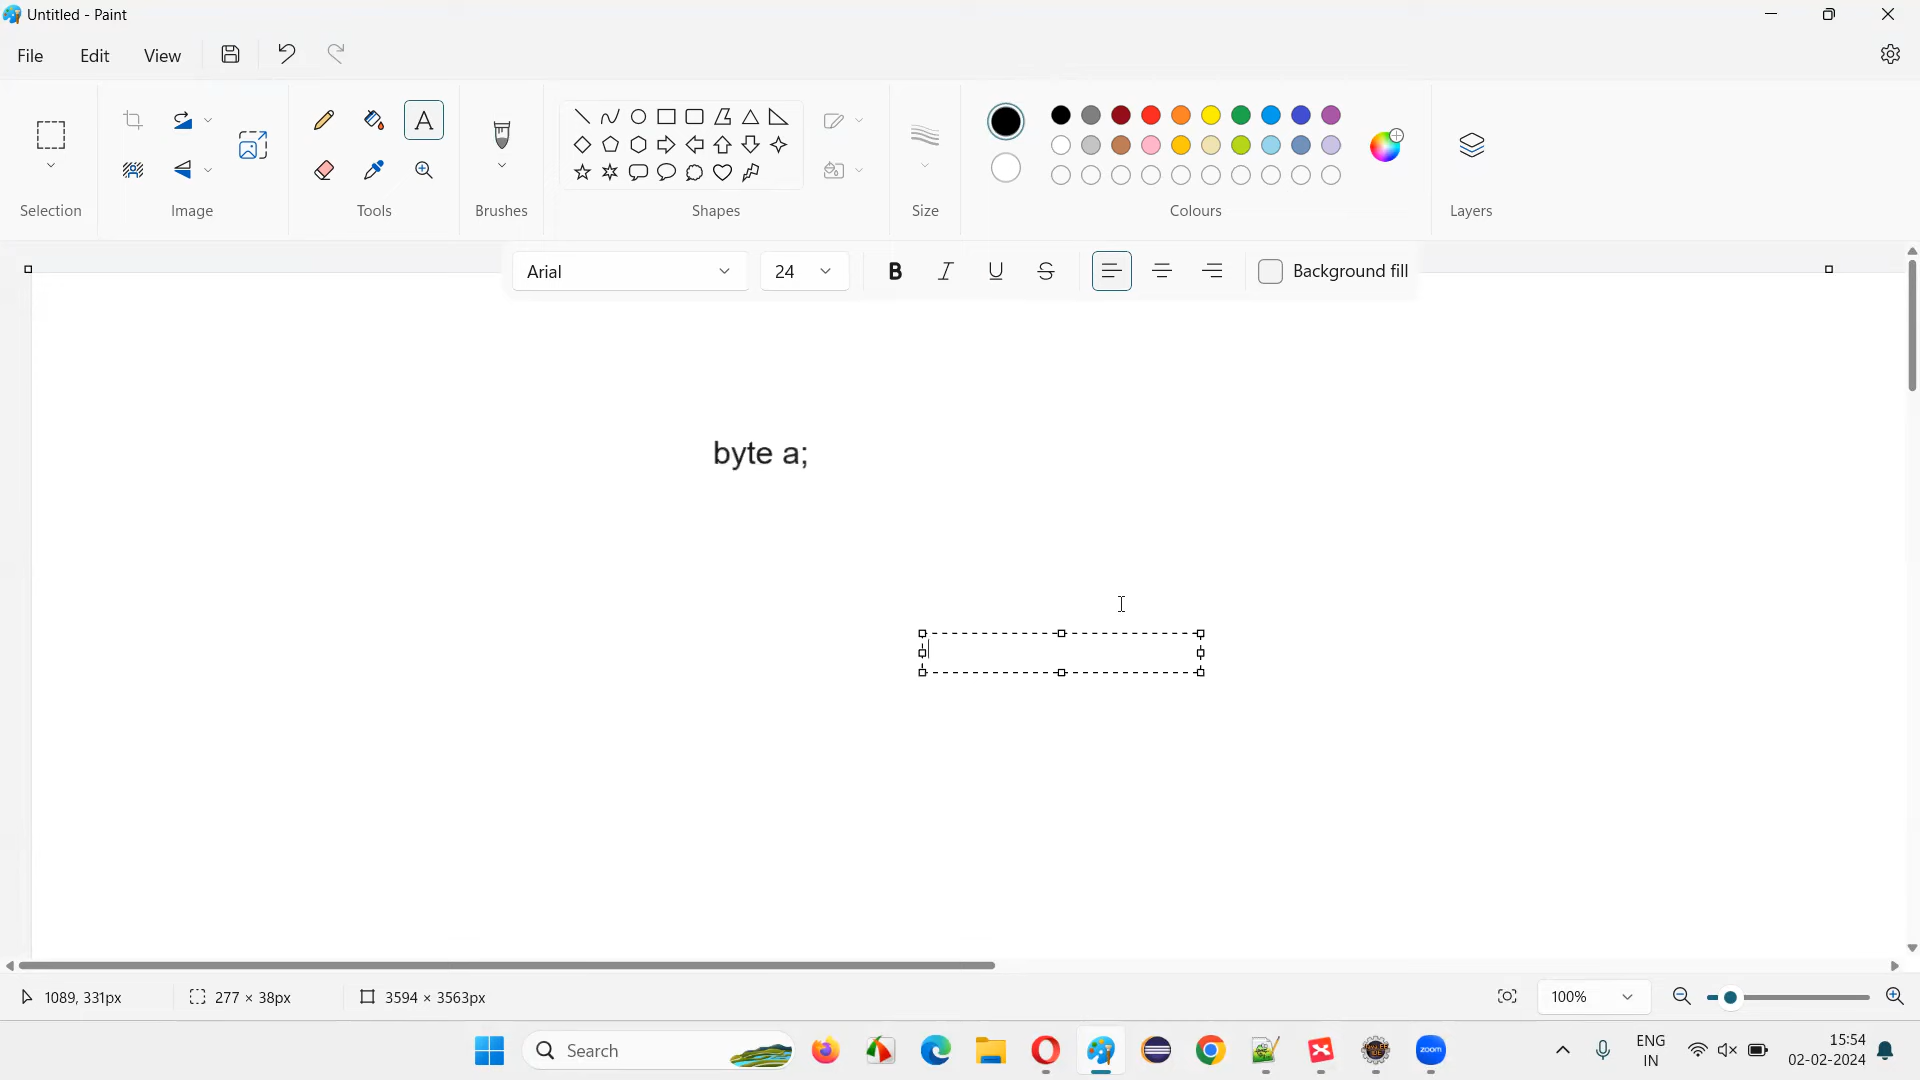 Untitled - Paint
File Edit View
Selection Image Tools Brushes Shapes Size Colours Layers
Arial 24 B I U S Background fill
byte a;
1089, 331px 277 × 38px 3594 × 3563px 100%
Search zoom ENG IN 15:54 02-02-2024